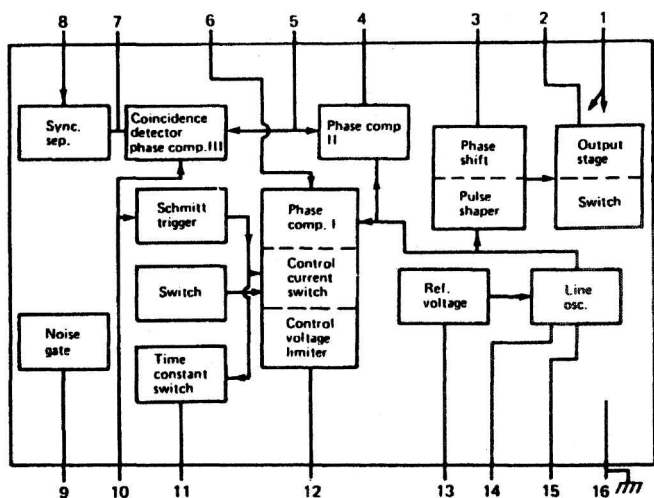 8 7 6 5 4 3 2 1
Sync.
sep.
Coincidence
detector
phase comp. III
Phase comp
II
Phase
shift
Pulse
shaper
Output
stage
Switch
Schmitt
trigger
Phase
comp. I
Control
current
switch
Control
voltage
limiter
Switch
Ref.
voltage
Line
osc.
Noise
gate
Time
constant
switch
9 10 11 12 13 14 15 16